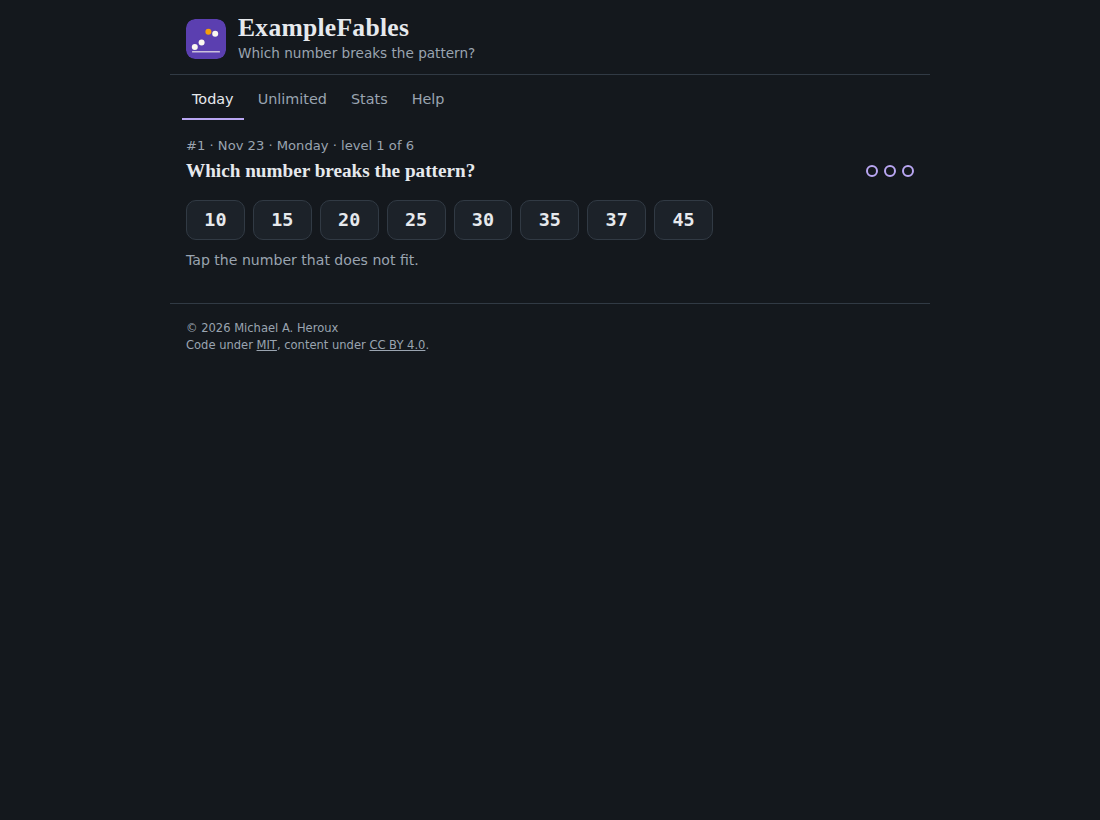 ExampleFables
Which number breaks the pattern?
Today Unlimited Stats Help
#1 · Nov 23 · Monday · level 1 of 6
Which number breaks the pattern?
10 15 20 25 30 35 37 45
Tap the number that does not fit.
© 2026 Michael A. Heroux
Code under MIT, content under CC BY 4.0.